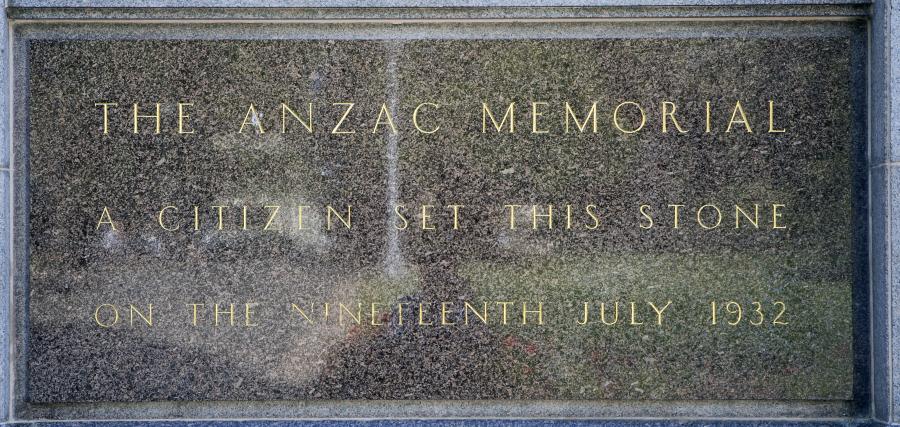 THE ANZAC MEMORIAL
A CITIZEN SET THIS STONE
ON THE NINETEENTH JULY 1932